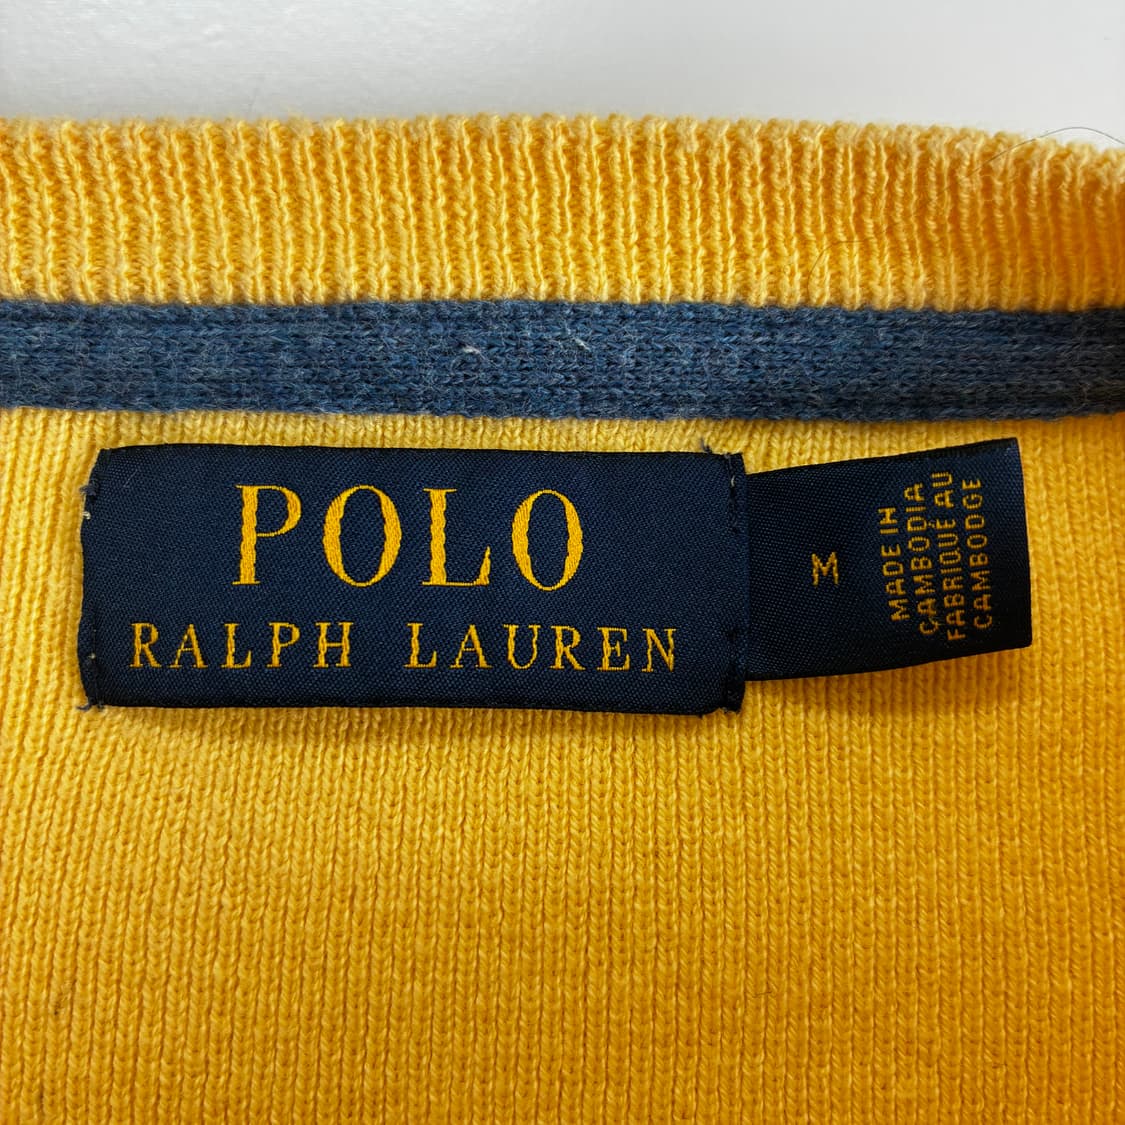 POLO
RALPH LAUREN
M
MADE IN
CAMBODIA
FABRIQUÉ AU
CAMBODGE